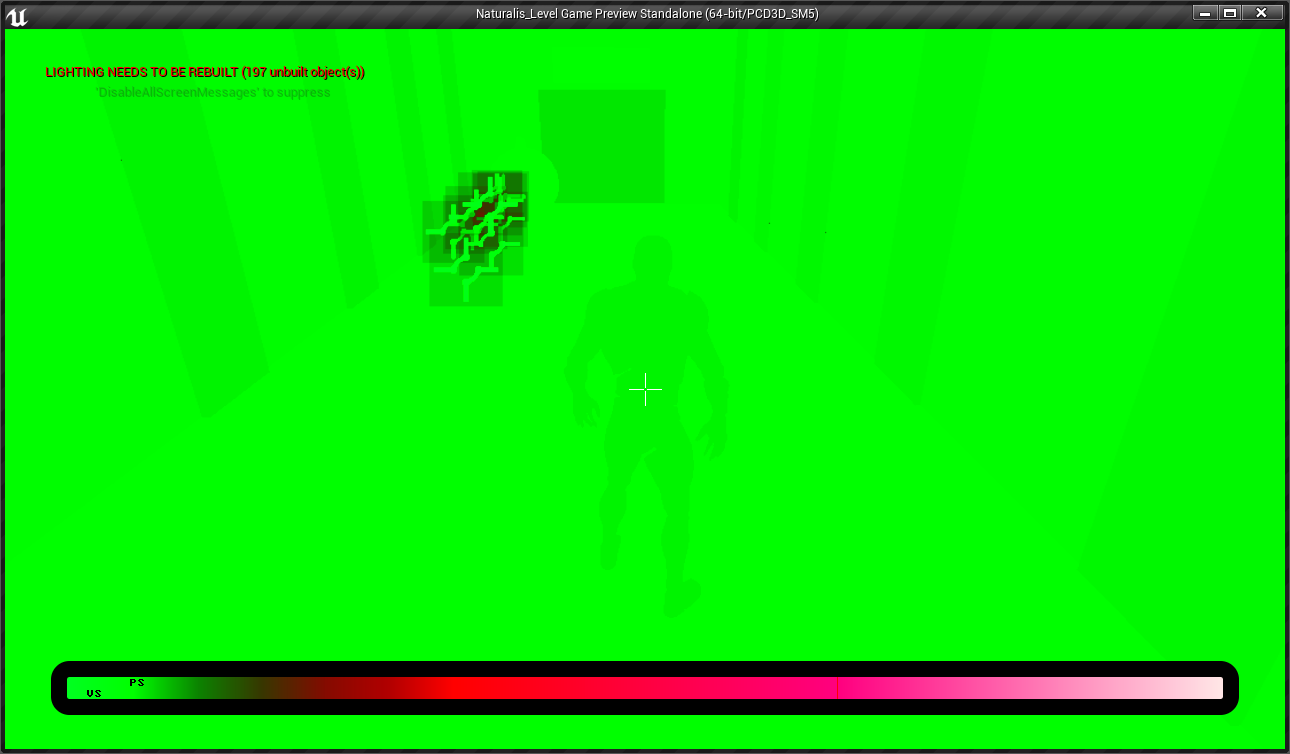 Naturalis_Level Game Preview Standalone (64-bit/PCD3D_SM5)
LIGHTING NEEDS TO BE REBUILT (197 unbuilt object(s))
'DisableAllScreenMessages' to suppress
PS
VS